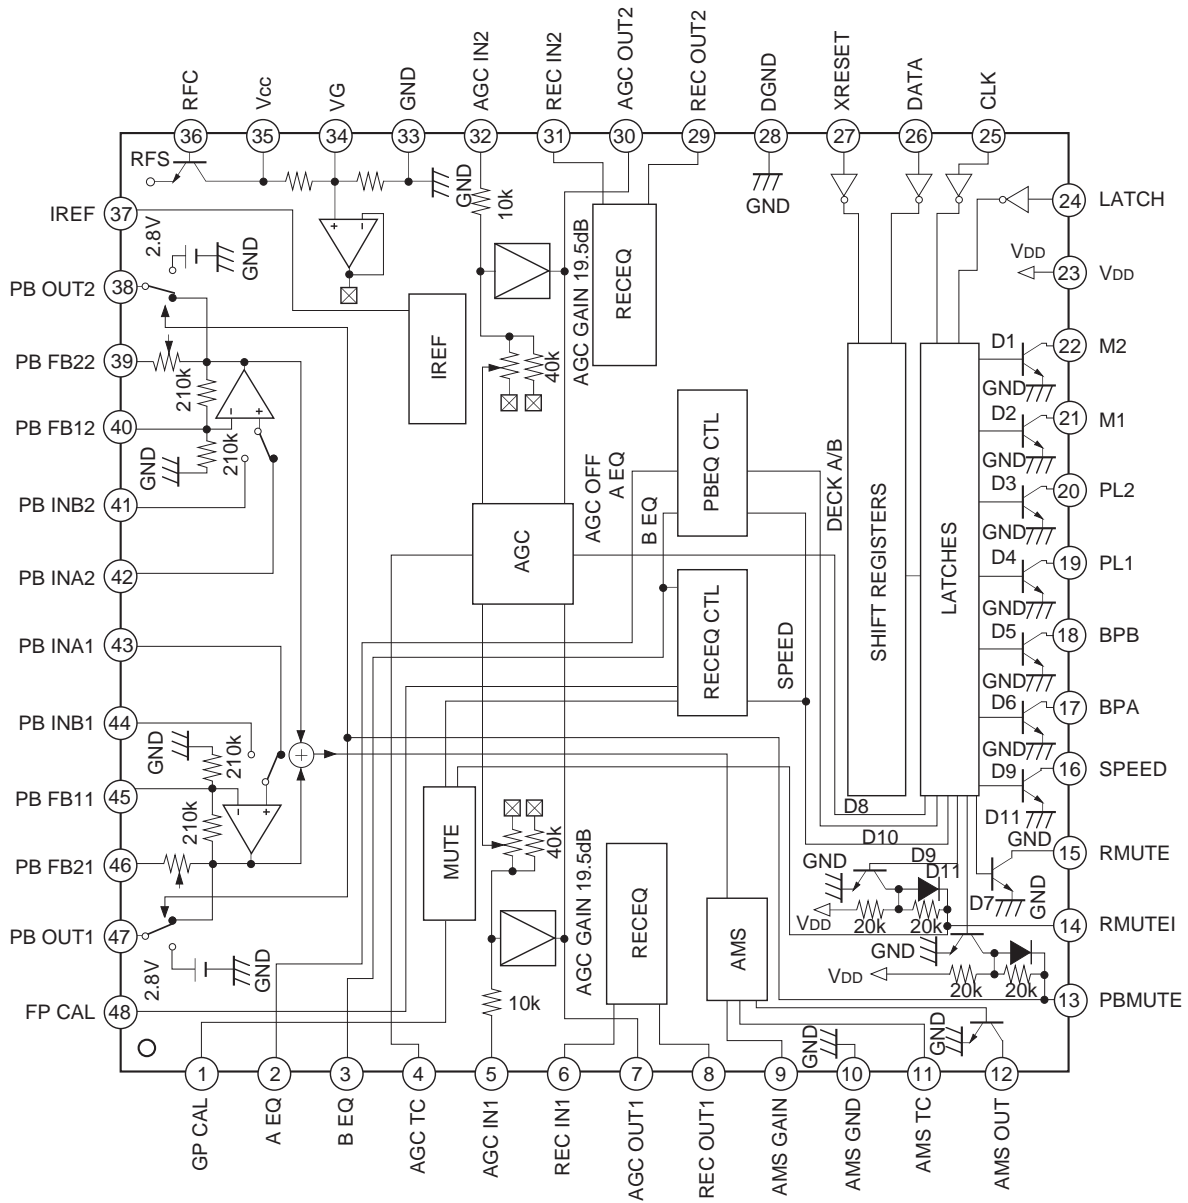 RFC
Vcc
VG
GND
AGC IN2
REC IN2
AGC OUT2
REC OUT2
DGND
XRESET
DATA
CLK
36
35
34
33
32
31
30
29
28
27
26
25
RFS
GND
10k
GND
IREF
37
2.8V
GND
24
LATCH
VDD
23
VDD
PB OUT2
38
AGC GAIN 19.5dB
RECEQ
IREF
40k
D1
22
M2
GND
PB FB22
39
210k
D2
21
M1
GND
PB FB12
40
GND
210k
AGC OFF
A EQ
B EQ
PBEQ CTL
DECK A/B
SHIFT REGISTERS
LATCHES
D3
20
PL2
GND
PB INB2
41
AGC
D4
19
PL1
GND
PB INA2
42
RECEQ CTL
SPEED
D5
18
BPB
GND
PB INA1
43
D6
17
BPA
GND
PB INB1
44
GND
210k
D9
16
SPEED
D11
GND
PB FB11
45
210k
MUTE
40k
AGC GAIN 19.5dB
RECEQ
AMS
D8
D10
D9
D11
GND
15
RMUTE
PB FB21
46
D7
GND
VDD
20k
20k
14
RMUTEI
PB OUT1
47
2.8V
GND
GND
VDD
20k
20k
13
PBMUTE
FP CAL
48
10k
GND
GND
1
2
3
4
5
6
7
8
9
10
11
12
GP CAL
A EQ
B EQ
AGC TC
AGC IN1
REC IN1
AGC OUT1
REC OUT1
AMS GAIN
AMS GND
AMS TC
AMS OUT